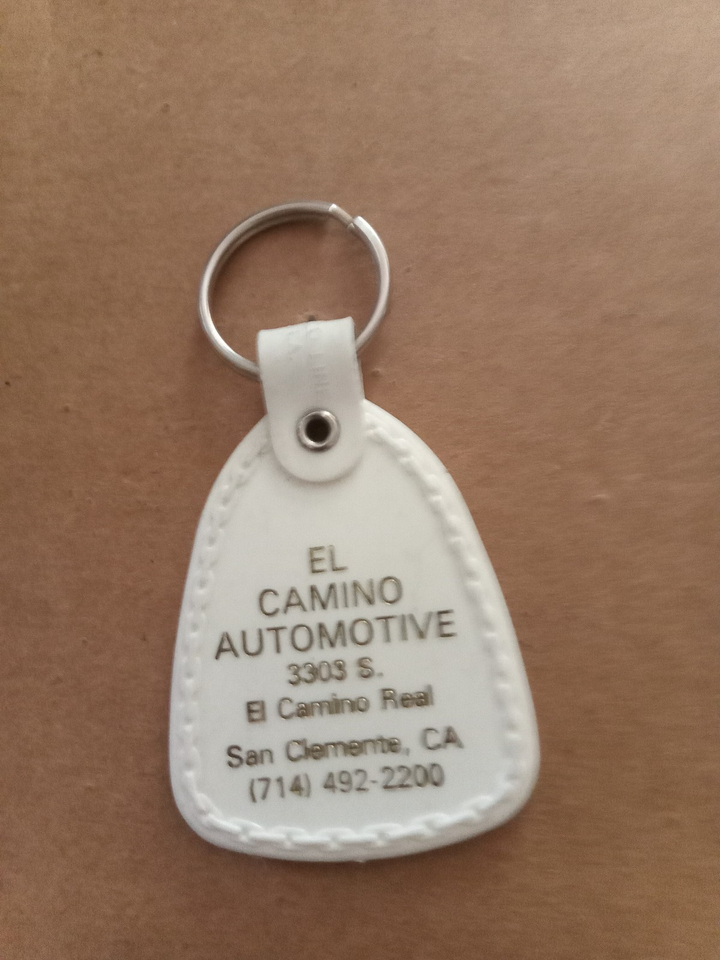 EL
CAMINO
AUTOMOTIVE
3303 S.
El Camino Real
San Clemente, CA
(714) 492-2200